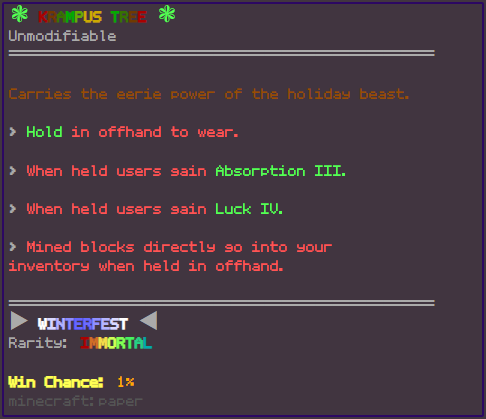 ❃ KRAMPUS TREE ❃
Unmodifiable
Carries the eerie power of the holiday beast.
> Hold in offhand to wear.
> When held users gain Absorption III.
> When held users gain Luck IV.
> Mined blocks directly go into your
inventory when held in offhand.
▶ WINTERFEST ◀
Rarity: IMMORTAL
Win Chance: 1%
minecraft:paper